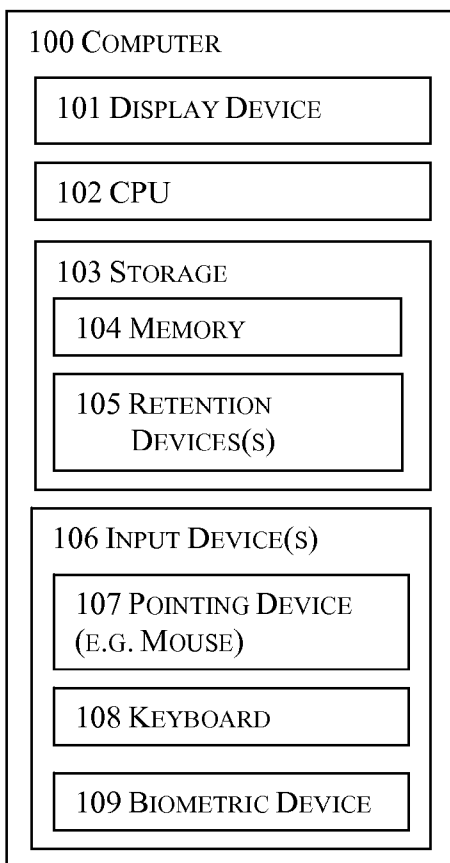 100 COMPUTER
101 DISPLAY DEVICE
102 CPU
103 STORAGE
104 MEMORY
105 RETENTION
DEVICES(S)
106 INPUT DEVICE(S)
107 POINTING DEVICE
(E.G. MOUSE)
108 KEYBOARD
109 BIOMETRIC DEVICE